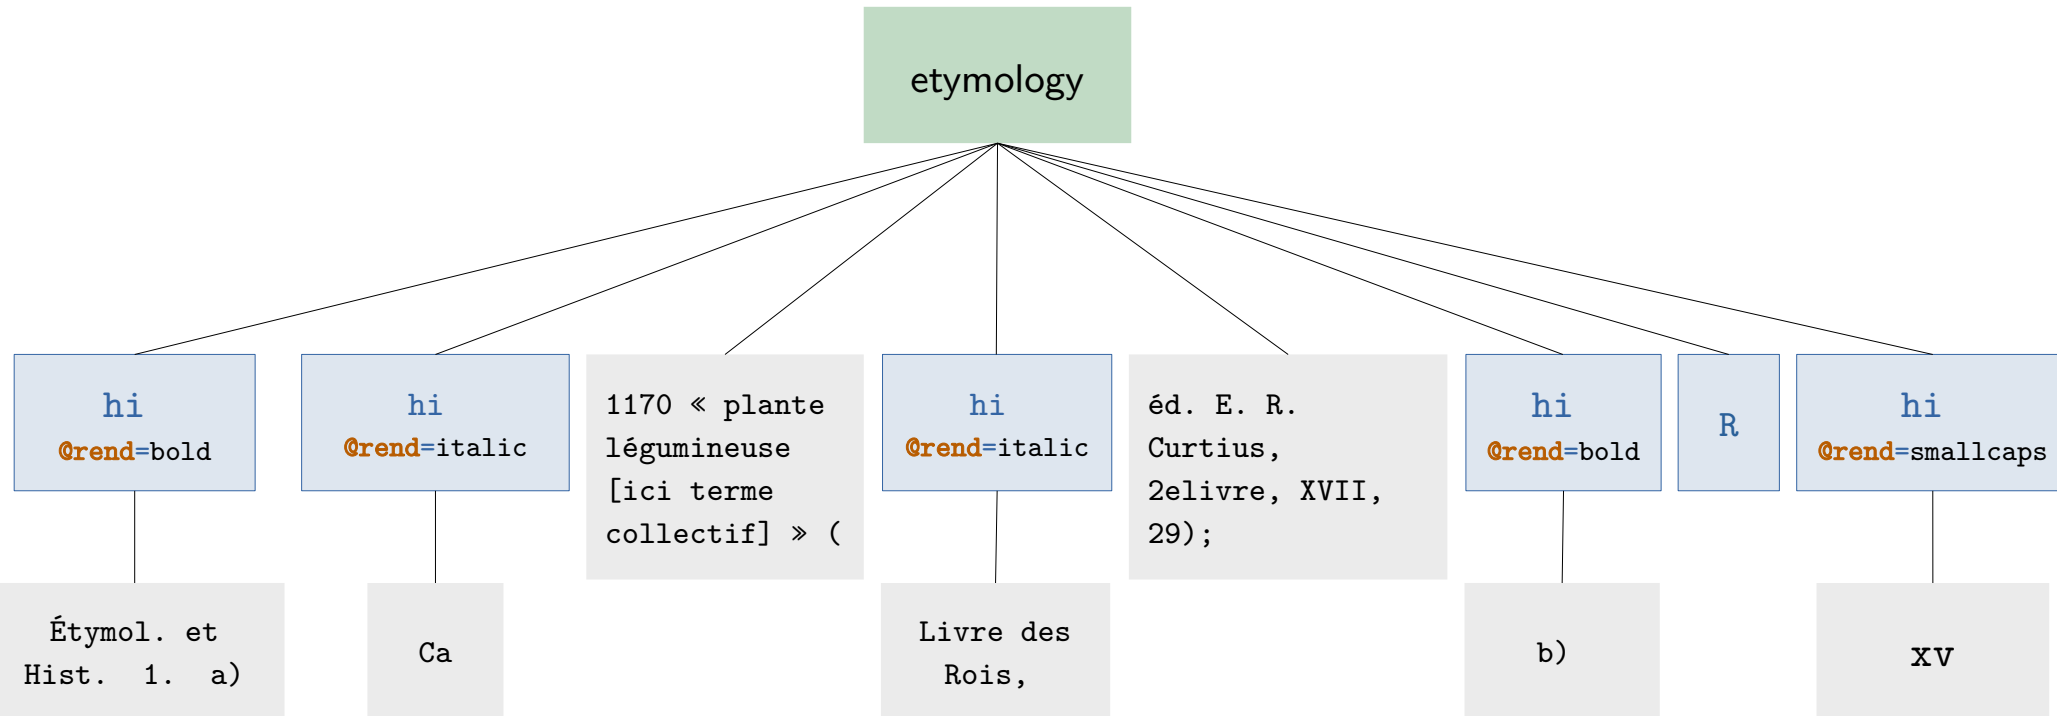 etymology
hi
@rend=bold
hi
@rend=italic
1170 « plante
légumineuse
[ici terme
collectif] » (
hi
@rend=italic
éd. E. R.
Curtius,
2elivre, XVII,
29);
hi
@rend=bold
R
hi
@rend=smallcaps
Étymol. et
Hist. 1. a)
Ca
Livre des
Rois,
b)
xv